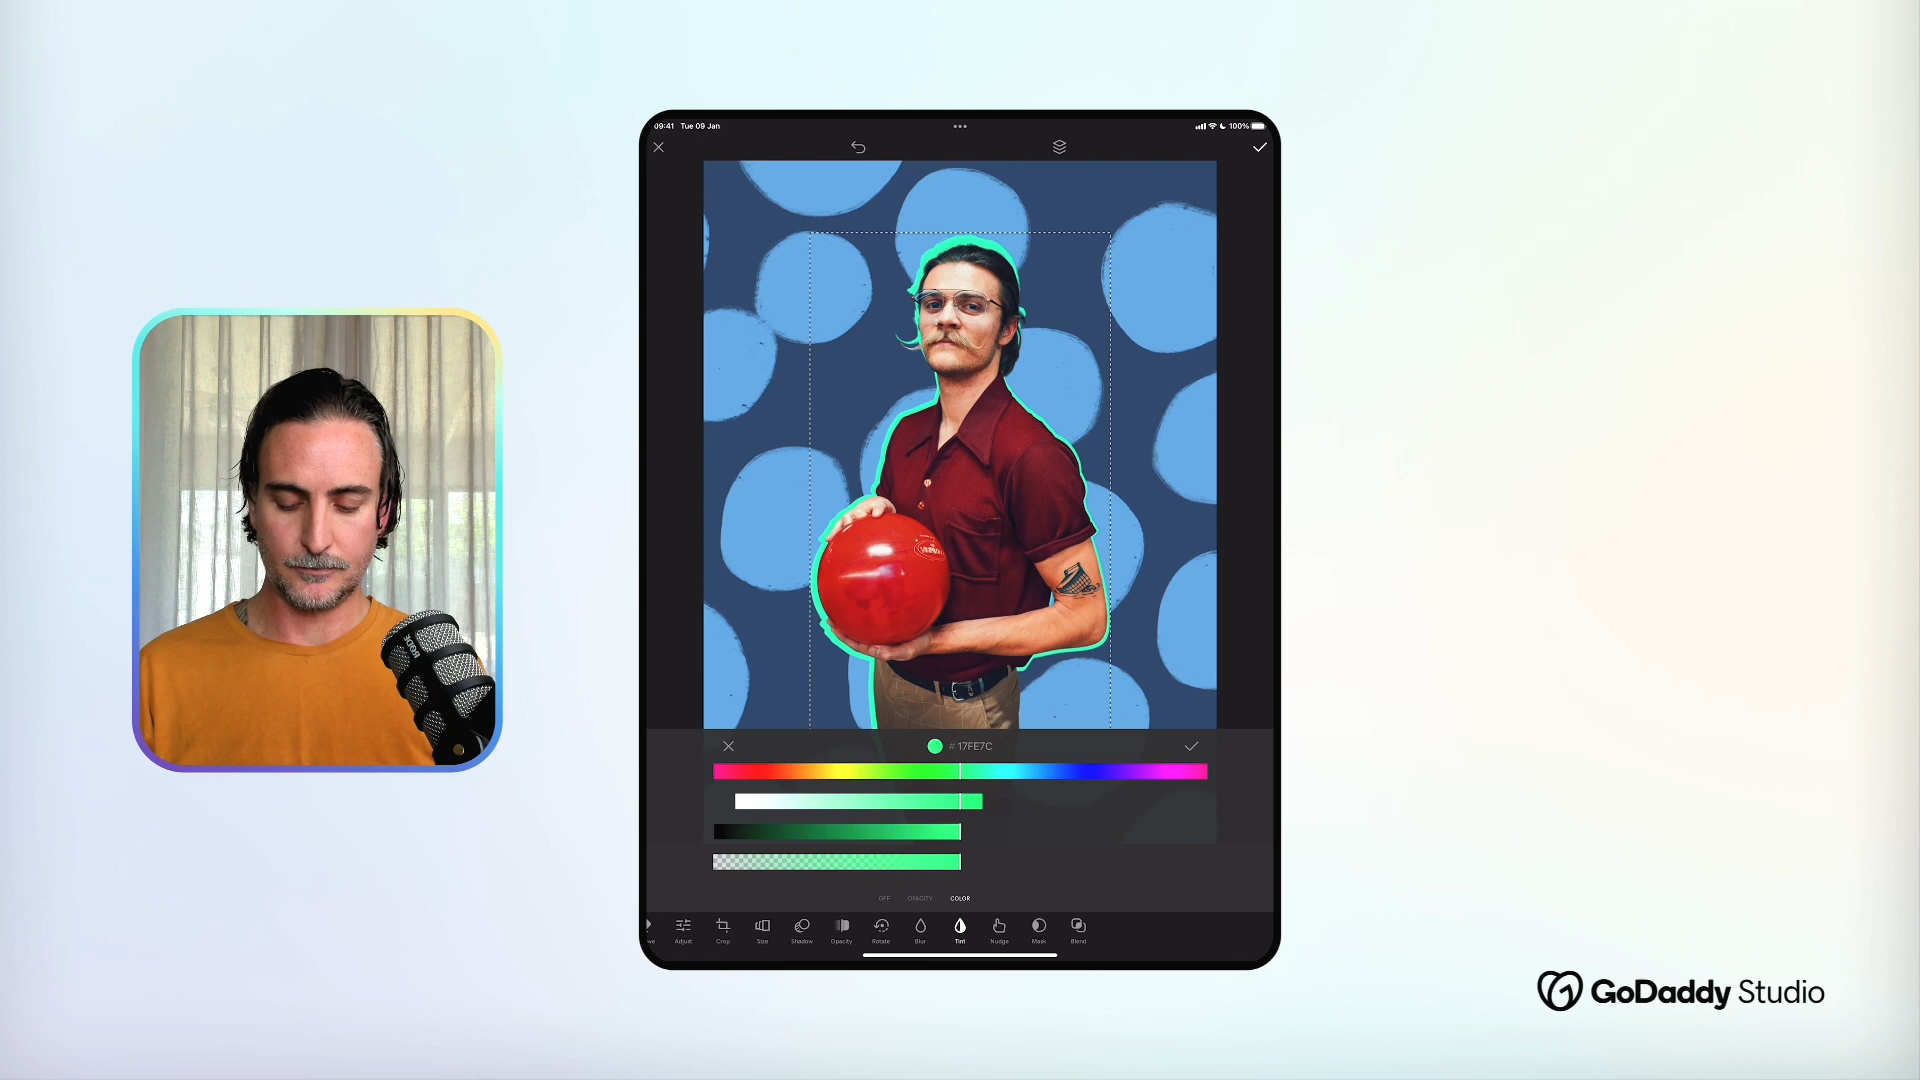 09:41 Tue 09 Jan
100%
# 17FE7C
OFF OPACITY COLOR
Adjust Crop Size Shadow Opacity Rotate Blur Tint Nudge Mask Blend
RODE
GoDaddy Studio